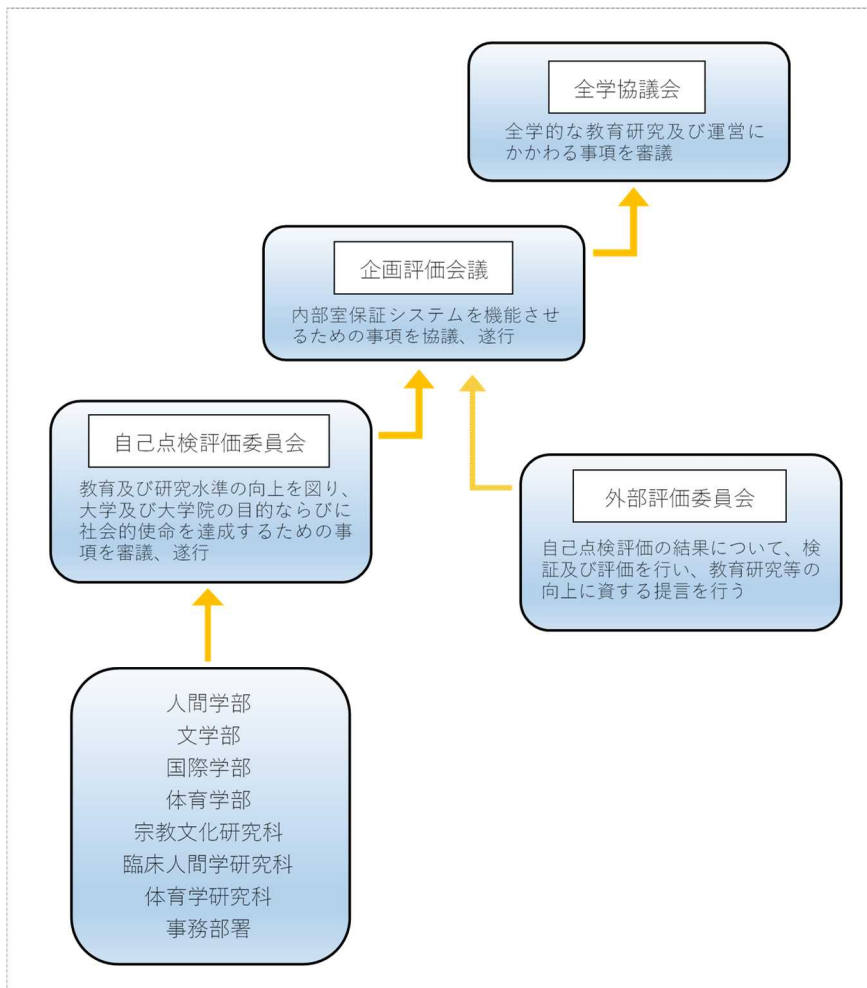 全学協議会
全学的な教育研究及び運営に
かかわる事項を審議
企画評価会議
内部室保証システムを機能させ
るための事項を協議、遂行
自己点検評価委員会
教育及び研究水準の向上を図り、
大学及び大学院の目的ならびに
社会的使命を達成するための事
項を審議、遂行
外部評価委員会
自己点検評価の結果について、検
証及び評価を行い、教育研究等の
向上に資する提言を行う
人間学部
文学部
国際学部
体育学部
宗教文化研究科
臨床人間学研究科
体育学研究科
事務部署